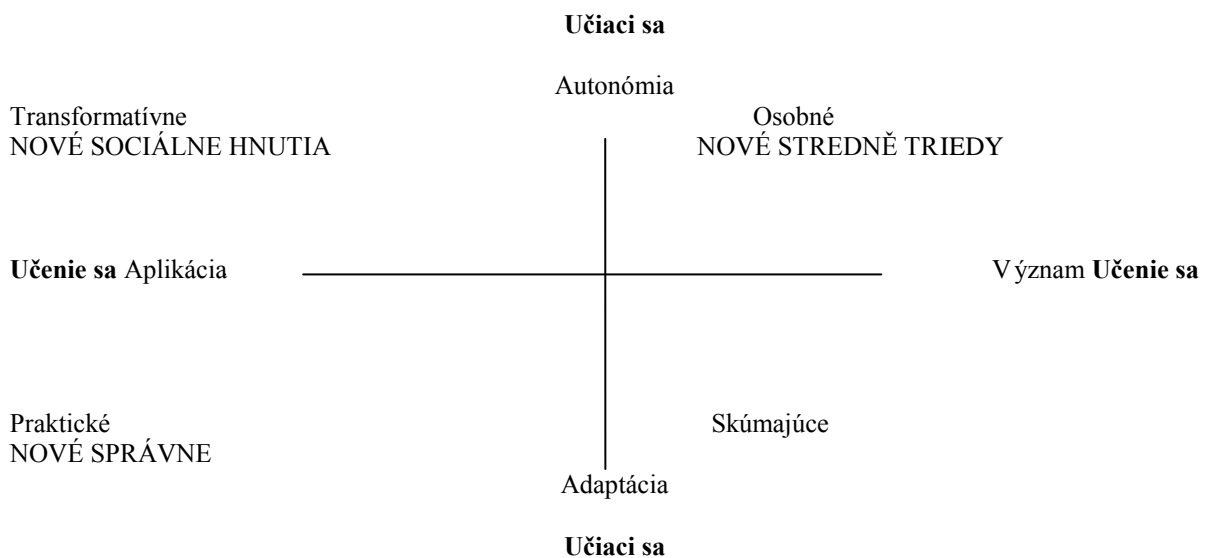 Učiaci sa
Autonómia
Transformatívne Osobné
NOVÉ SOCIÁLNE HNUTIA NOVÉ STREDNĚ TRIEDY
Učenie sa Aplikácia Význam Učenie sa
Praktické Skúmajúce
NOVÉ SPRÁVNE
Adaptácia
Učiaci sa